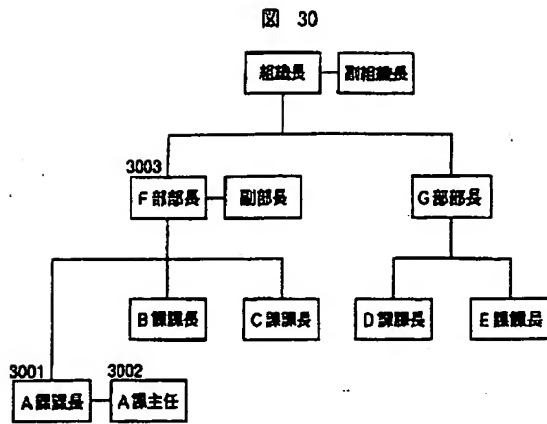 図 30
組織長
副組織長
3003
F部部長
副部長
G部部長
B課課長
C課課長
D課課長
E課課長
3001
3002
A課課長
A課主任